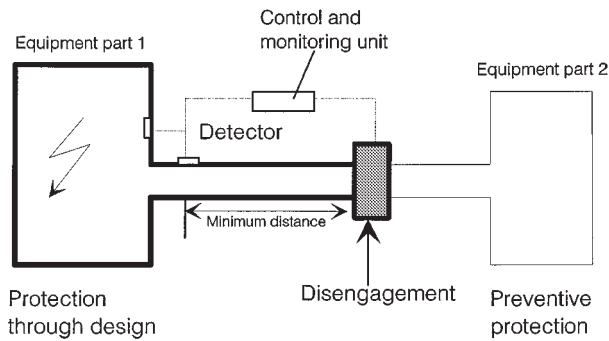 Control and
monitoring unit
Equipment part 1
Equipment part 2
Detector
Minimum distance
Disengagement
Protection
through design
Preventive
protection